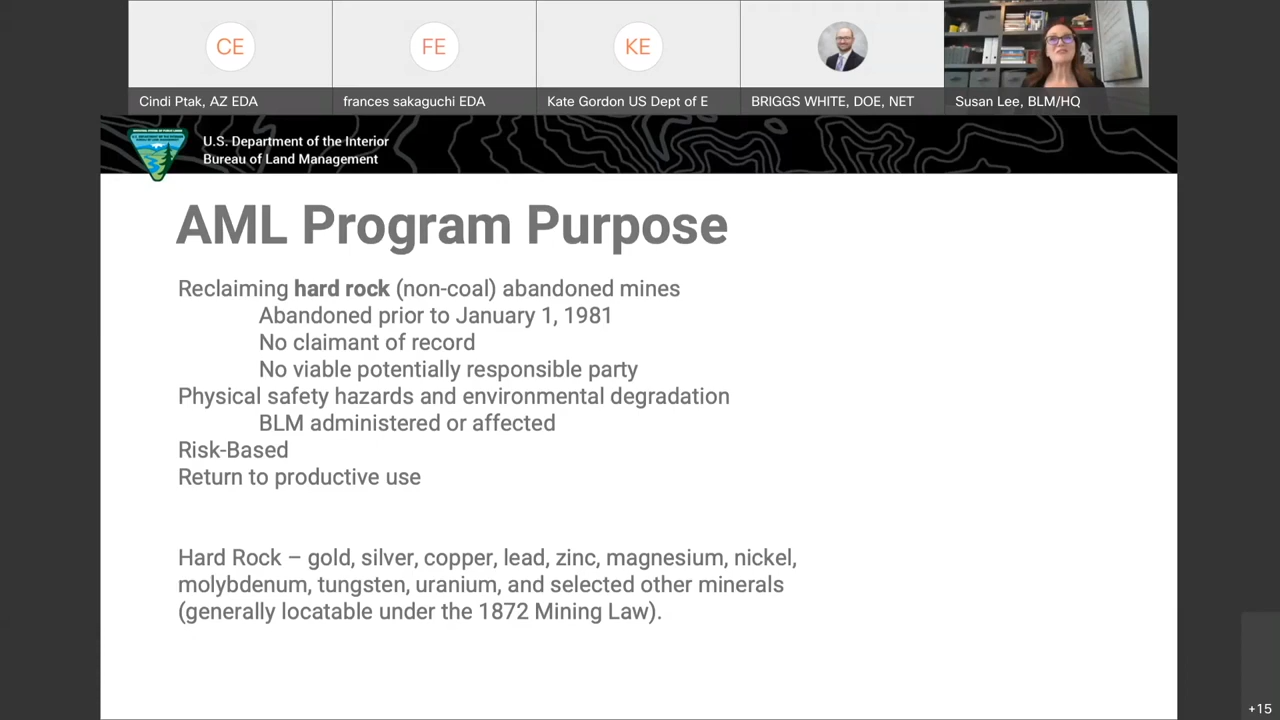 CE
FE
KE
Cindi Ptak, AZ EDA
frances sakaguchi EDA
Kate Gordon US Dept of E
BRIGGS WHITE, DOE, NET
Susan Lee, BLM/HQ
U.S. Department of the Interior
Bureau of Land Management
AML Program Purpose
Reclaiming hard rock (non-coal) abandoned mines
Abandoned prior to January 1, 1981
No claimant of record
No viable potentially responsible party
Physical safety hazards and environmental degradation
BLM administered or affected
Risk-Based
Return to productive use
Hard Rock – gold, silver, copper, lead, zinc, magnesium, nickel,
molybdenum, tungsten, uranium, and selected other minerals
(generally locatable under the 1872 Mining Law).
+15